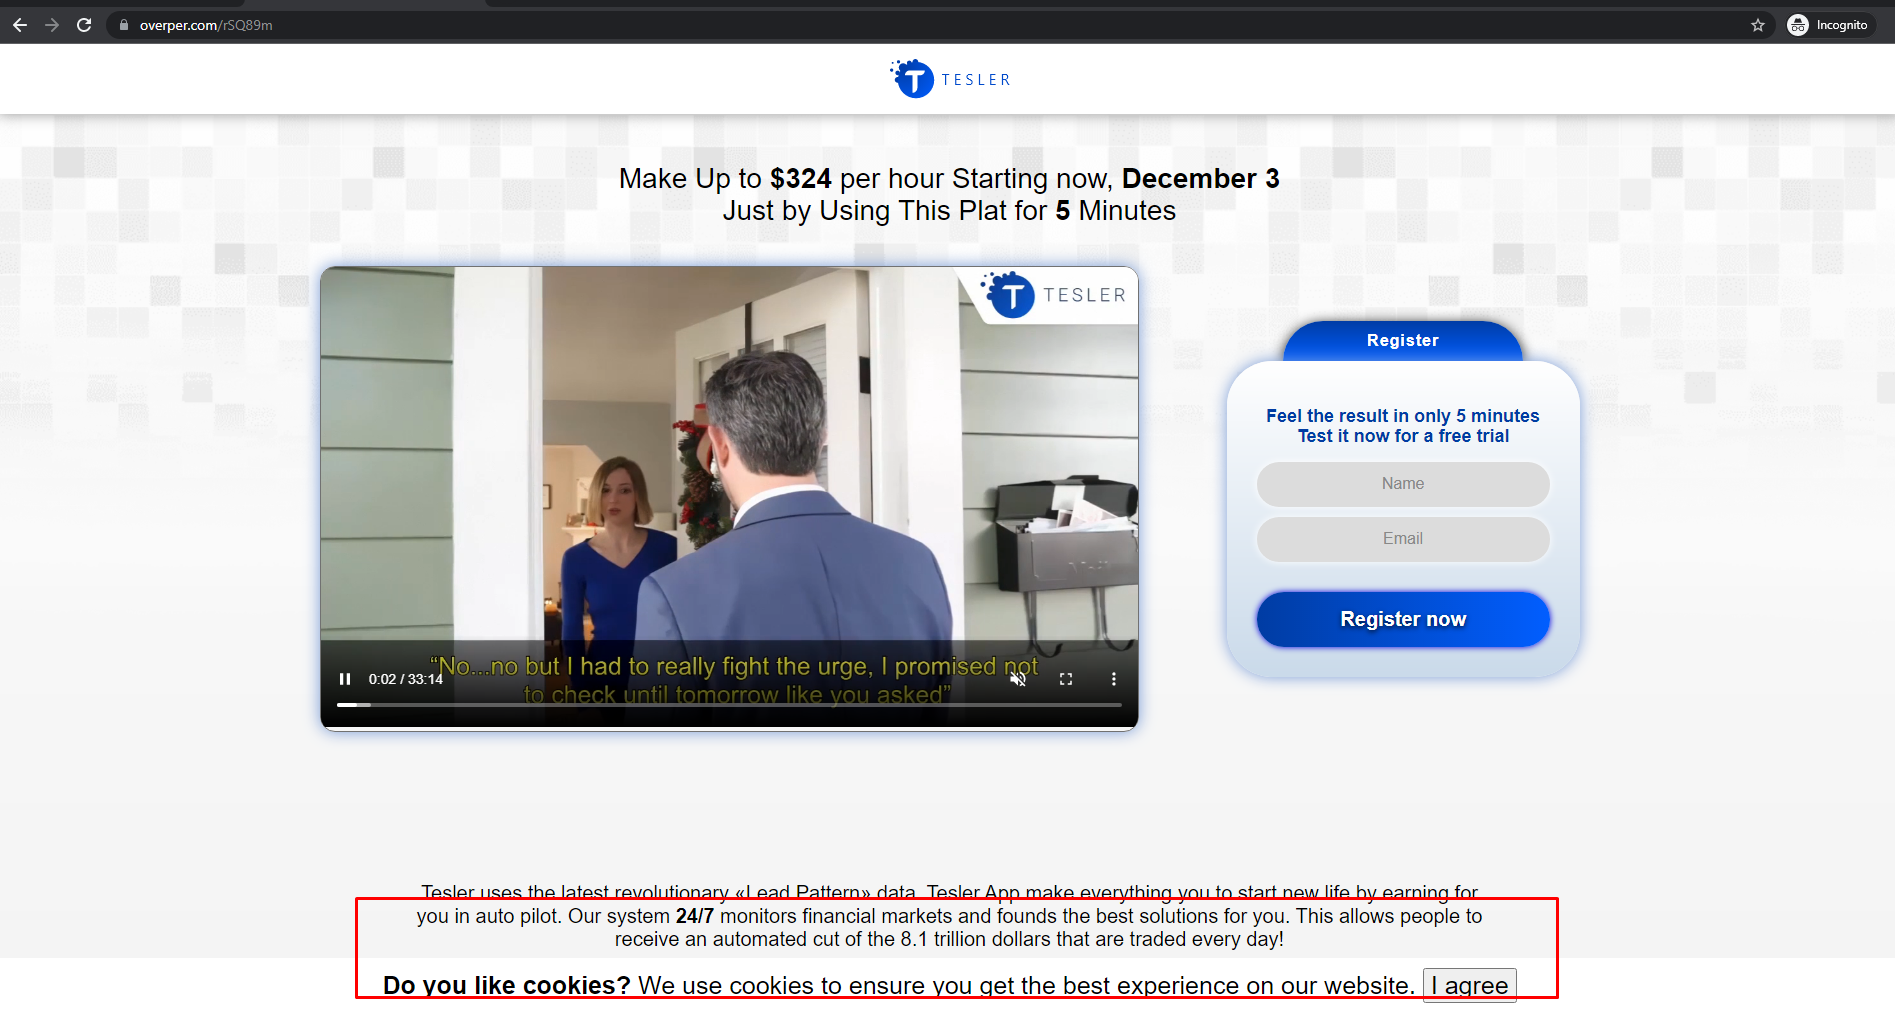 overper.com/rSQ89m
Incognito
T TESLER
Make Up to $324 per hour Starting now, December 3
Just by Using This Plat for 5 Minutes
T TESLER
“No...no but I had to really fight the urge, I promised not
to check until tomorrow like you asked”
0:02 / 33:14
Register
Feel the result in only 5 minutes
Test it now for a free trial
Name
Email
Register now
Tesler uses the latest revolutionary «Lead Pattern» data. Tesler App make everything you to start new life by earning for
you in auto pilot. Our system 24/7 monitors financial markets and founds the best solutions for you. This allows people to
receive an automated cut of the 8.1 trillion dollars that are traded every day!
Do you like cookies? We use cookies to ensure you get the best experience on our website. I agree